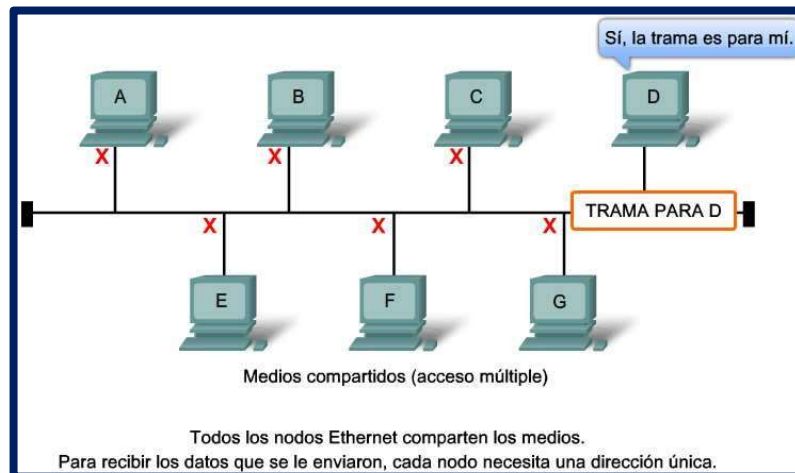 Sí, la trama es para mí.
A
B
C
D
X
X
X
TRAMA PARA D
X
X
X
E
F
G
Medios compartidos (acceso múltiple)
Todos los nodos Ethernet comparten los medios.
Para recibir los datos que se le enviaron, cada nodo necesita una dirección única.